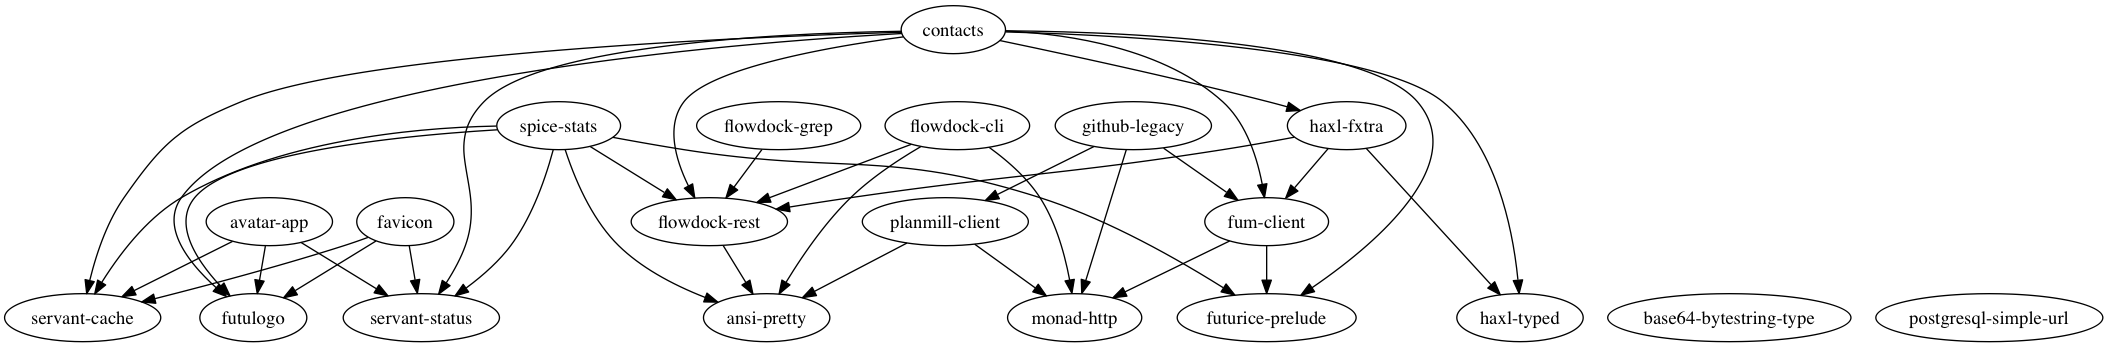 contacts
spice-stats
flowdock-grep
flowdock-cli
github-legacy
haxl-fxtra
avatar-app
favicon
flowdock-rest
planmill-client
fum-client
servant-cache
futulogo
servant-status
ansi-pretty
monad-http
futurice-prelude
haxl-typed
base64-bytestring-type
postgresql-simple-url